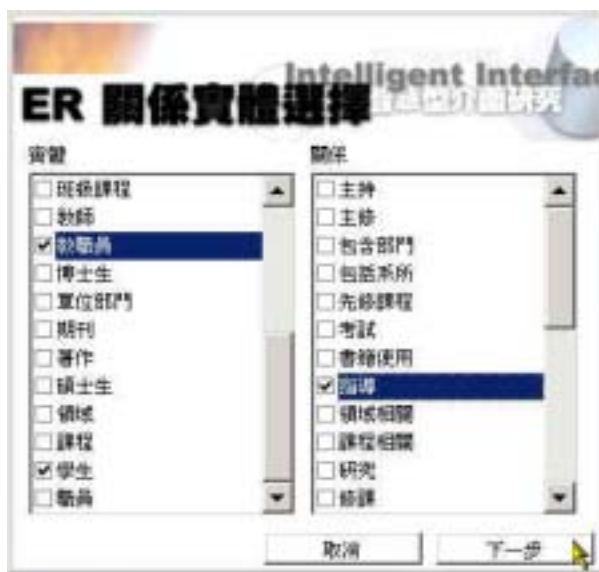 Intelligent Interfac
ER 關係實體選擇
實體
班級課程
教師
教職員
博士生
單位部門
期刊
著作
碩士生
領域
課程
學生
職員
關係
主持
主修
包含部門
包括系所
先修課程
考試
書籍使用
指導
領域相關
課程相關
研究
修課
取消
下一步